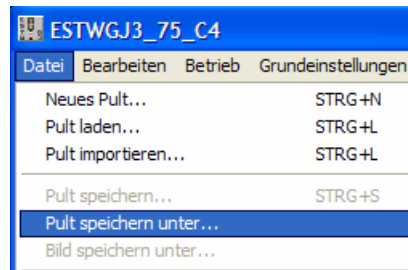 ESTWGJ3_75_C4
Datei Bearbeiten Betrieb Grundeinstellungen
Neues Pult... STRG+N
Pult laden... STRG+L
Pult importieren... STRG+L
Pult speichern... STRG+S
Pult speichern unter...
Bild speichern unter...